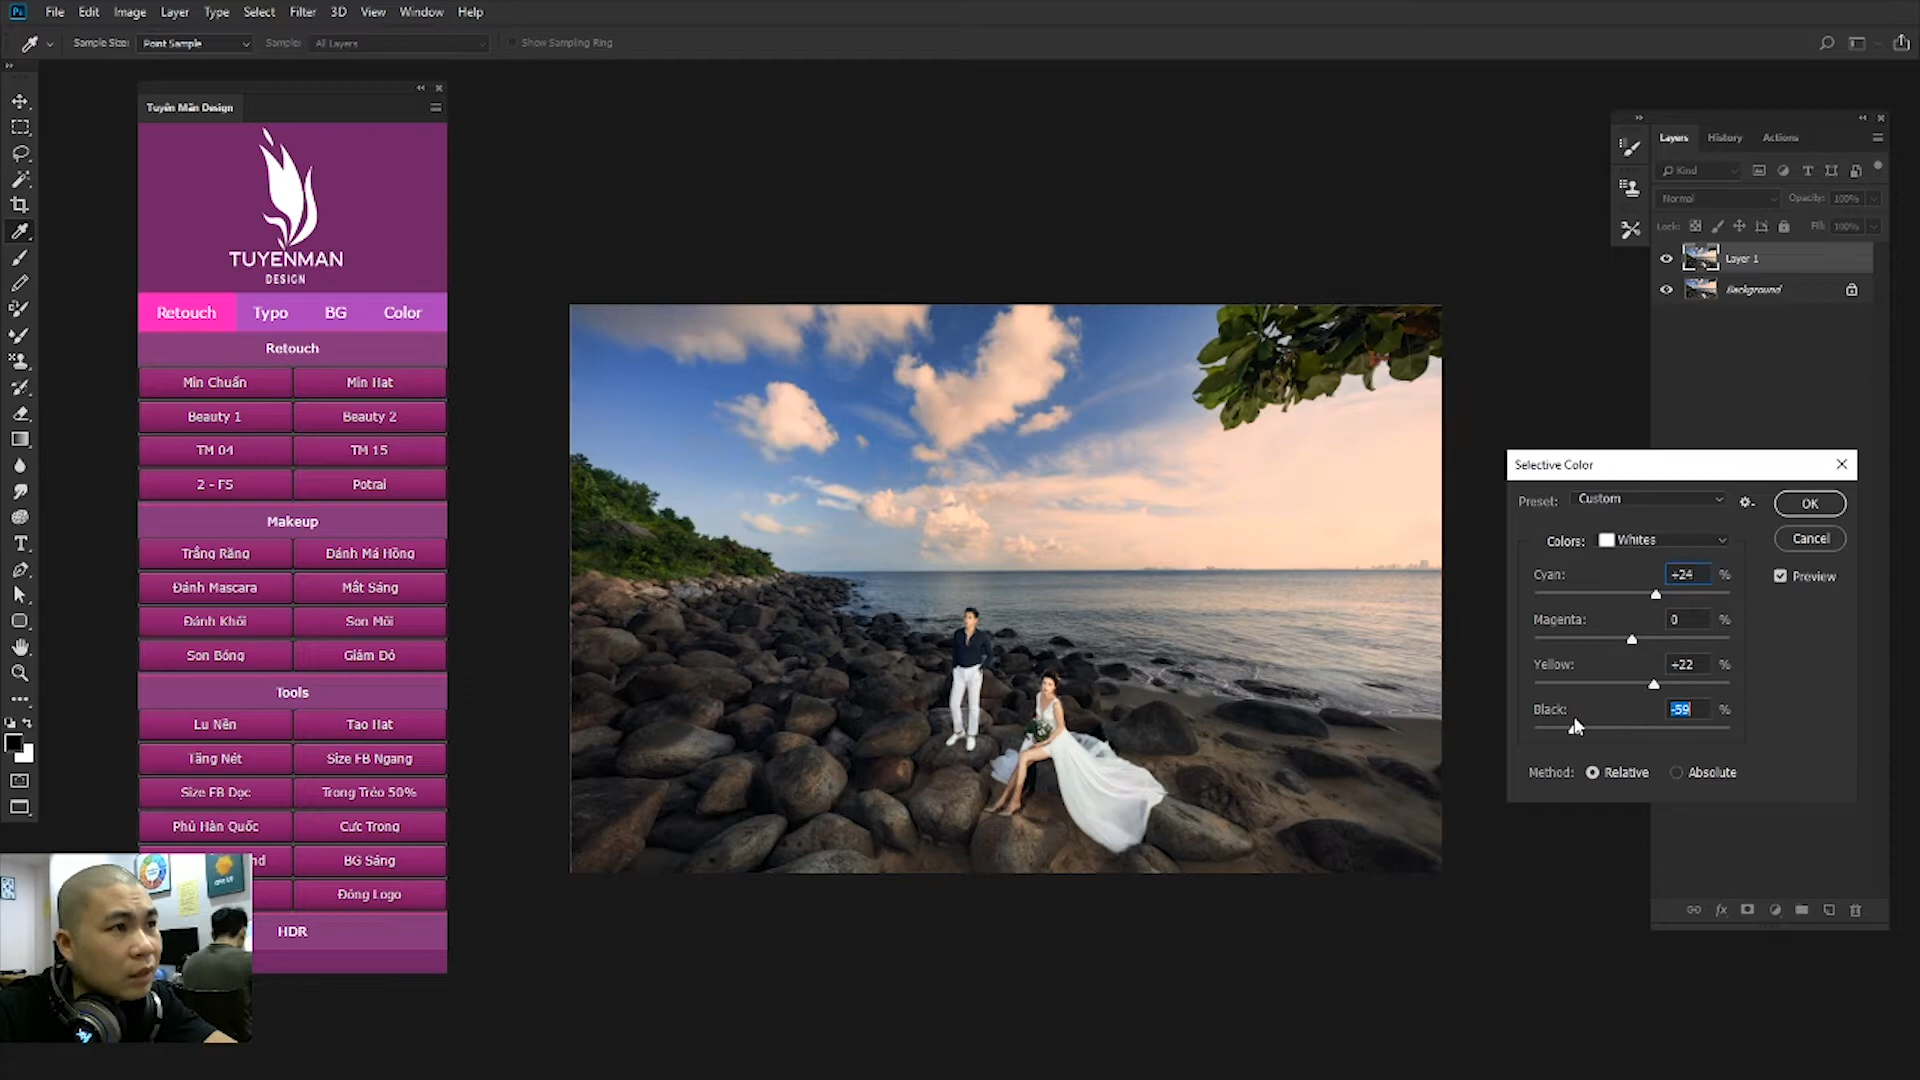 Ps File Edit Image Layer Type Select Filter 3D View Window Help
Sample Size: Point Sample Sample: All Layers Show Sampling Ring
Tuyên Mãn Design
TUYENMAN
DESIGN
Retouch Typo BG Color
Retouch
Mịn Chuẩn Mịn Hạt
Beauty 1 Beauty 2
TM 04 TM 15
2 - F5 Potrai
Makeup
Trắng Răng Đánh Má Hồng
Đánh Mascara Mắt Sáng
Đánh Khối Son Môi
Son Bóng Giảm Đỏ
Tools
Lu Nền Tạo Hạt
Tăng Nét Size FB Ngang
Size FB Dọc Trong Trẻo 50%
Phủ Hàn Quốc Cực Trong
nd BG Sáng
Đóng Logo
HDR
Layers History Actions
Kind
Normal Opacity: 100%
Lock: Fill: 100%
Layer 1
Background
Selective Color
Preset: Custom OK
Colors: Whites Cancel
Cyan: +24 % Preview
Magenta: 0 %
Yellow: +22 %
Black: -59 %
Method: Relative Absolute